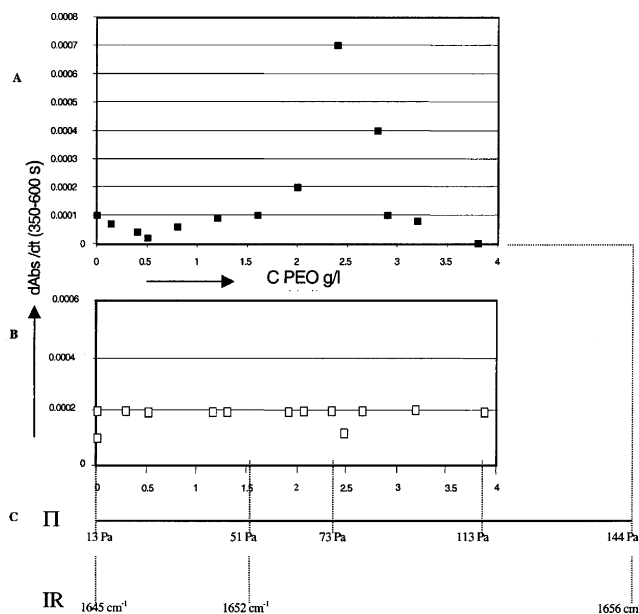 A
dAbs /dt (350-600 s)
0.0008
0.0007
0.0006
0.0005
0.0004
0.0003
0.0002
0.0001
0
0 0.5 1 1.5 2 2.5 3 3.5 4
C PEO g/l
B
0.0006
0.0004
0.0002
0
0 0.5 1 1.5 2 2.5 3 3.5 4
C Π
13 Pa 51 Pa 73 Pa 113 Pa 144 Pa
IR
1645 cm⁻¹ 1652 cm⁻¹ 1656 cm⁻¹